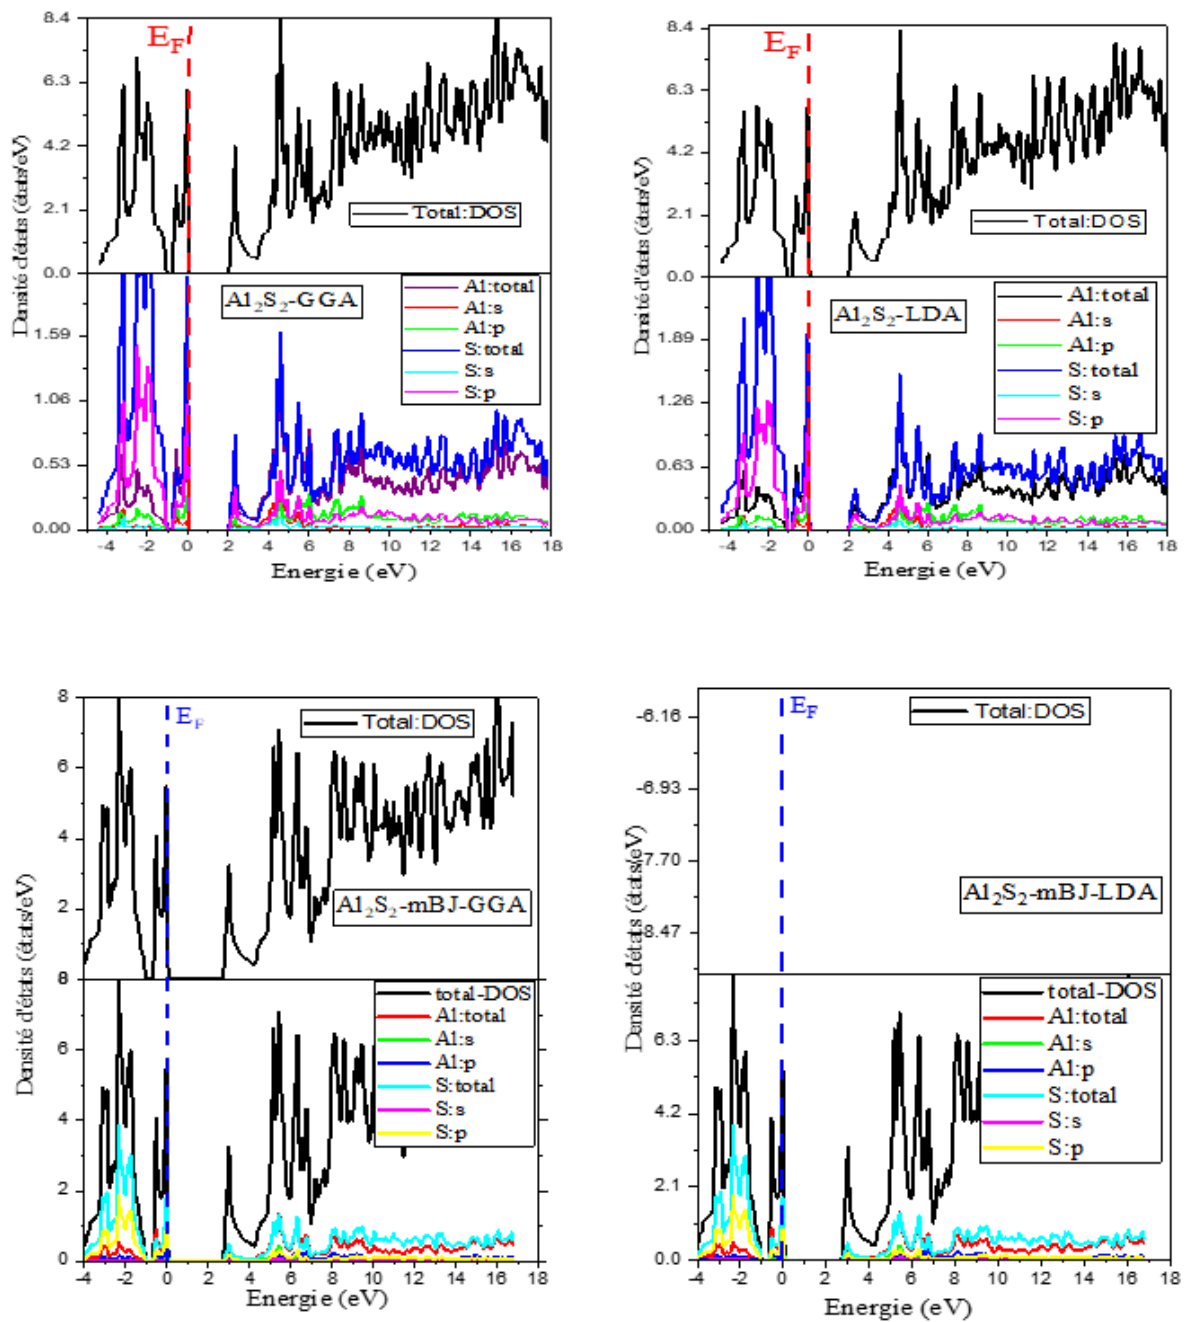 8.4
6.3
4.2
2.1
0.0
E_F
Total:DOS
Densité d'états (états/eV)
1.59
1.06
0.53
0.00
Al₂S₂-GGA
Al:total
Al:s
Al:p
S:total
S:s
S:p
-4 -2 0 2 4 6 8 10 12 14 16 18
Energie (eV)
8.4
6.3
4.2
2.1
0.0
E_F
Total:DOS
Densité d'états (états/eV)
1.89
1.26
0.63
0.00
Al₂S₂-LDA
Al:total
Al:s
Al:p
S:total
S:s
S:p
-4 -2 0 2 4 6 8 10 12 14 16 18
Energie (eV)
8
6
4
2
E_F
Total:DOS
Al₂S₂-mBJ-GGA
Densité d'états (états/eV)
8
6
4
2
0
total-DOS
Al:total
Al:s
Al:p
S:total
S:s
S:p
-4 -2 0 2 4 6 8 10 12 14 16 18
Energie (eV)
-6.16
-6.93
-7.70
-8.47
E_F
Total:DOS
Al₂S₂-mBJ-LDA
Densité d'états (états/eV)
6.3
4.2
2.1
0.0
total-DOS
Al:total
Al:s
Al:p
S:total
S:s
S:p
-4 -2 0 2 4 6 8 10 12 14 16 18
Energie (eV)